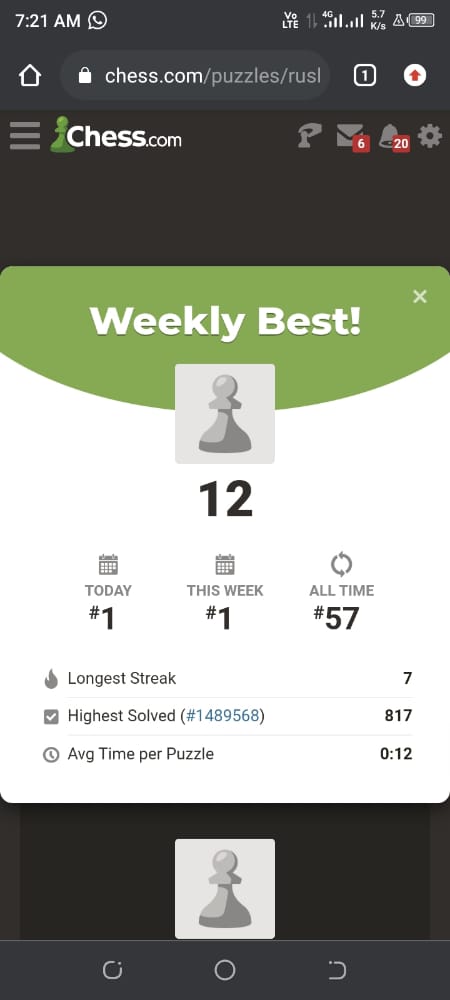 7:21 AM
Vo LTE 4G 5.7 K/s 99
chess.com/puzzles/rusl
1
Chess.com
6
20
Weekly Best!
12
TODAY THIS WEEK ALL TIME
#1 #1 #57
Longest Streak 7
Highest Solved (#1489568) 817
Avg Time per Puzzle 0:12